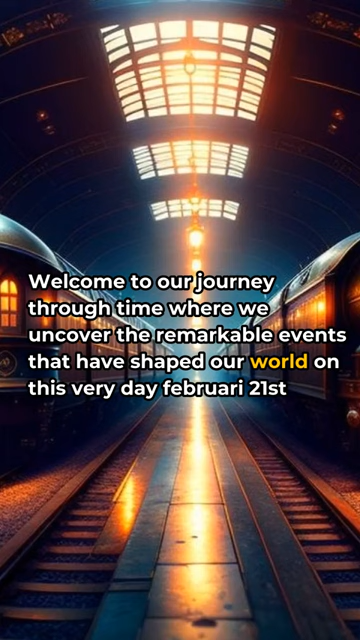 Welcome to our journey
through time where we
uncover the remarkable events
that have shaped our world on
this very day februari 21st